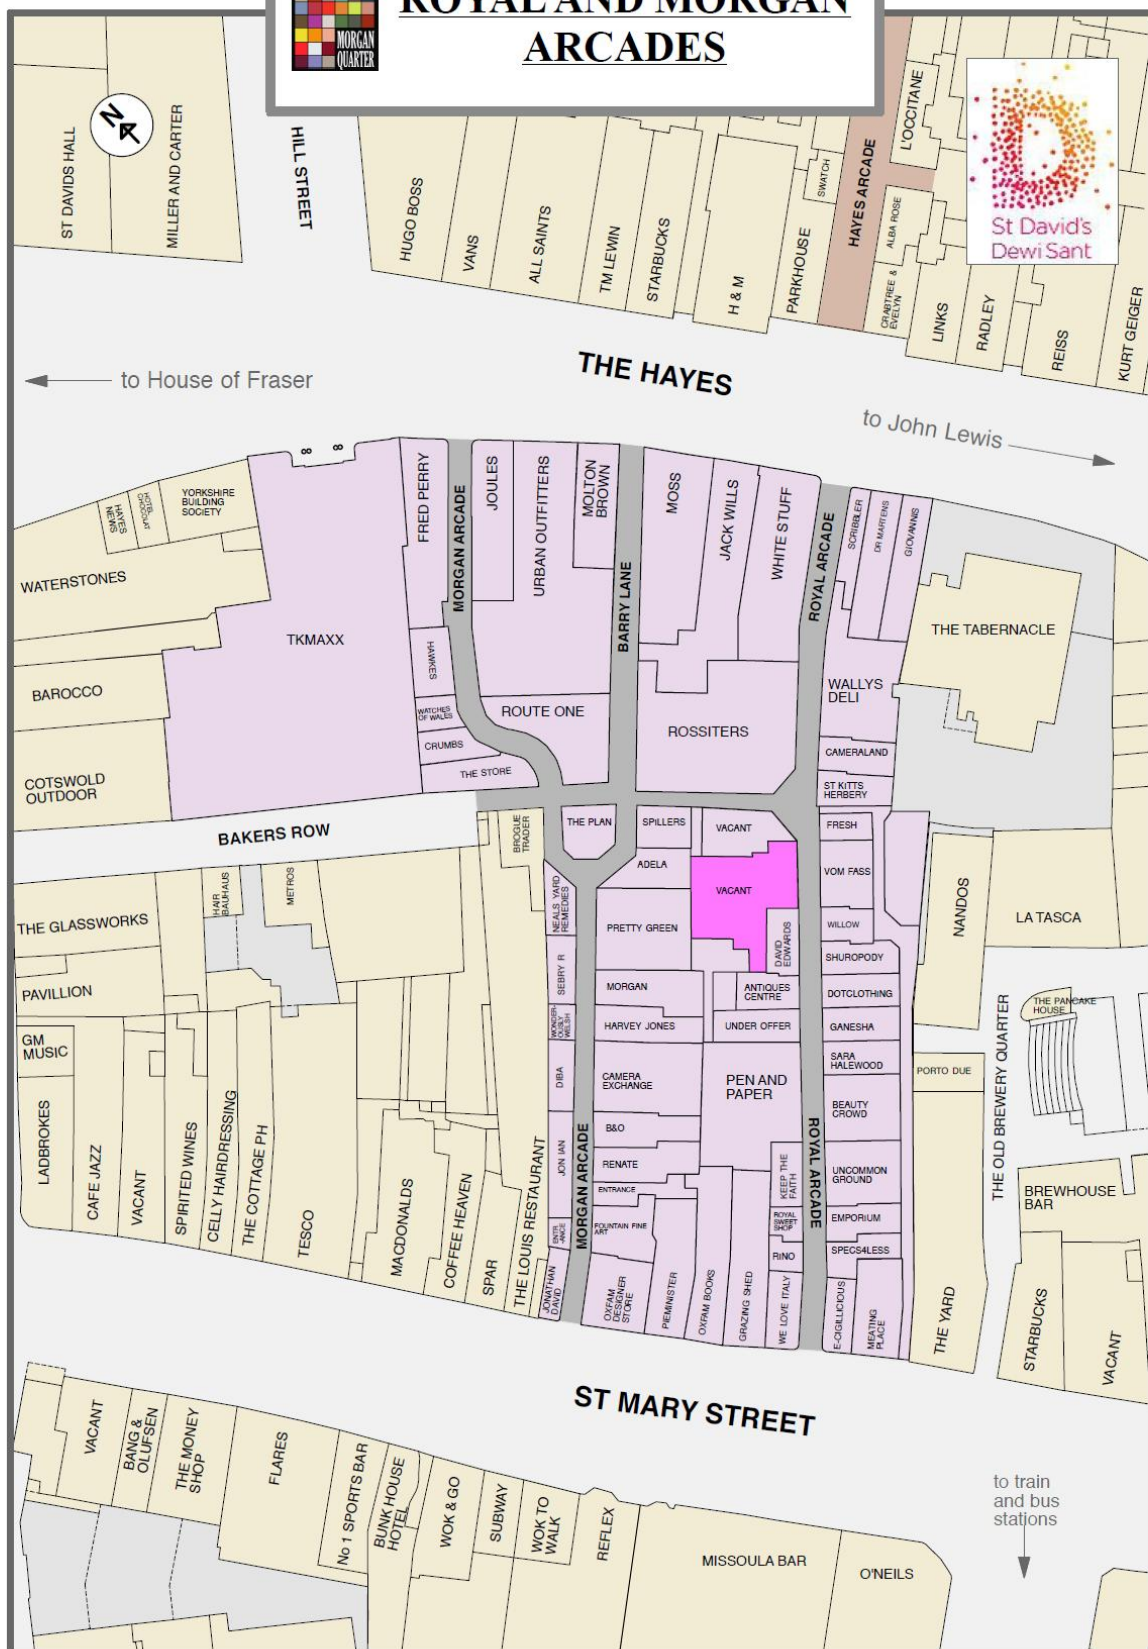 ROYAL AND MORGAN
ARCADES
MORGAN
QUARTER
N
ST DAVIDS HALL
MILLER AND CARTER
HILL STREET
HUGO BOSS
VANS
ALL SAINTS
TM LEWIN
STARBUCKS
H & M
PARKHOUSE
SWATCH
HAYES ARCADE
L'OCCITANE
ALBA ROSE
CRABTREE &
EVELYN
LINKS
RADLEY
REISS
KURT GEIGER
St David's
Dewi Sant
THE HAYES
to House of Fraser
to John Lewis
HAYES
NEWS
HOTEL
CHOCOLAT
YORKSHIRE
BUILDING
SOCIETY
WATERSTONES
BAROCCO
COTSWOLD
OUTDOOR
TKMAXX
8
8
FRED PERRY
MORGAN ARCADE
JOULES
URBAN OUTFITTERS
MOLTON
BROWN
BARRY LANE
MOSS
JACK WILLS
WHITE STUFF
ROYAL ARCADE
SCRIBBLER
DR MARTENS
GIOVANNIS
THE TABERNACLE
HAWKES
WATCHES
OF WALES
CRUMBS
THE STORE
ROUTE ONE
ROSSITERS
WALLYS
DELI
CAMERALAND
ST KITTS
HERBERY
BAKERS ROW
BROGUE
TRADER
THE PLAN
SPILLERS
VACANT
FRESH
ADELA
VACANT
VOM FASS
NANDOS
LA TASCA
THE GLASSWORKS
HAIR
BAUHAUS
METROS
NEALS YARD
REMEDIES
PRETTY GREEN
DAVID
EDWARDS
WILLOW
SHUROPODY
PAVILLION
SEBRY R
MORGAN
ANTIQUES
CENTRE
DOTCLOTHING
THE PANCAKE
HOUSE
GM
MUSIC
WONDER-
OUSLY
WELSH
HARVEY JONES
UNDER OFFER
GANESHA
THE OLD BREWERY QUARTER
DIBA
CAMERA
EXCHANGE
PEN AND
PAPER
SARA
HALEWOOD
PORTO DUE
BEAUTY
CROWD
LADBROKES
CAFE JAZZ
VACANT
SPIRITED WINES
CELLY HAIRDRESSING
THE COTTAGE PH
TESCO
MACDONALDS
COFFEE HEAVEN
SPAR
THE LOUIS RESTAURANT
JON IAN
MORGAN ARCADE
B&O
RENATE
ENTRANCE
KEEP THE
FAITH
ROYAL ARCADE
UNCOMMON
GROUND
BREWHOUSE
BAR
ENTR
-ANCE
FOUNTAIN FINE
ART
ROYAL
SWEET
SHOP
EMPORIUM
RINO
SPECS4LESS
JONATHAN
DAVID
OXFAM
DESIGNER
STORE
PIEMINISTER
OXFAM BOOKS
GRAZING SHED
WE LOVE ITALY
E-CIGILLICIOUS
MEATING
PLACE
THE YARD
STARBUCKS
VACANT
ST MARY STREET
VACANT
BANG &
OLUFSEN
THE MONEY
SHOP
FLARES
No 1 SPORTS BAR
BUNK HOUSE
HOTEL
WOK & GO
SUBWAY
WOK TO
WALK
REFLEX
MISSOULA BAR
O'NEILS
to train
and bus
stations